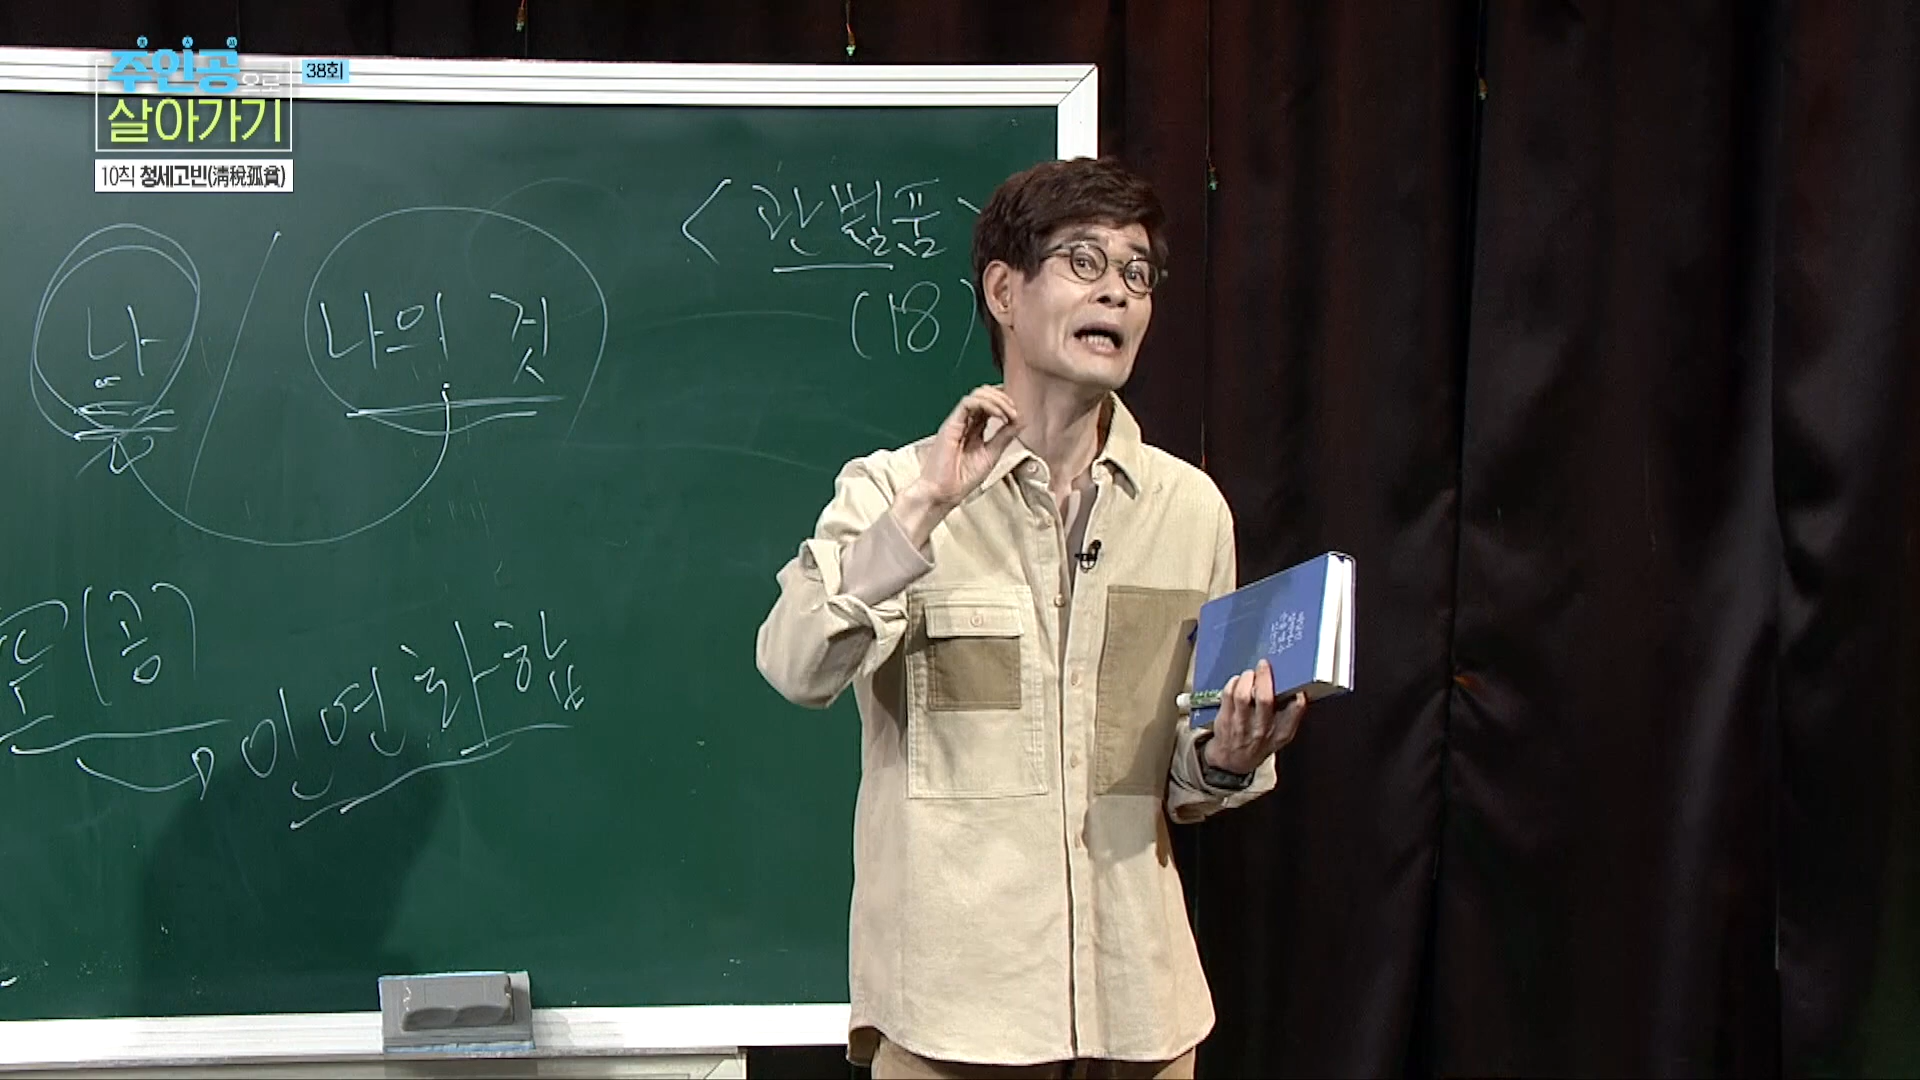 주인공으로 38회
살아가기
10칙 청세고빈(淸稅孤貧)
<관법품>
(18)
나 / 나의 것
(공)
인연화합